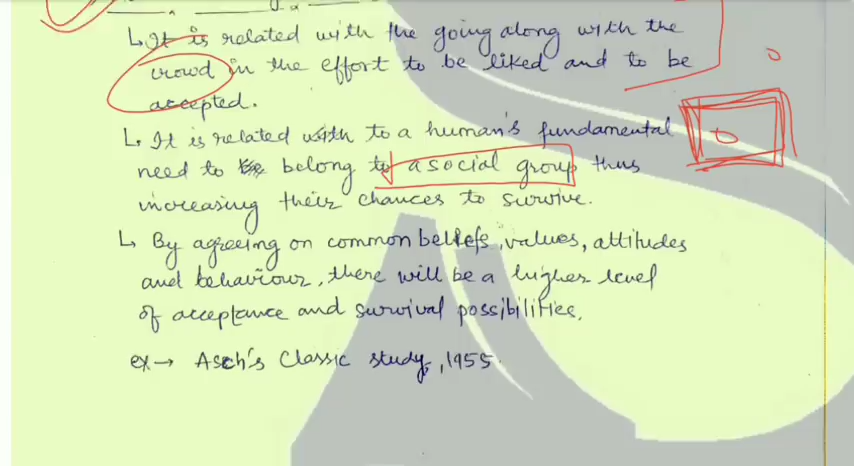 ↳ It is related with the going along with the
crowd in the effort to be liked and to be
accepted.
↳ It is related with to a human's fundamental
need to belong to a social group thus
increasing their chances to survive.
↳ By agreeing on common beliefs, values, attitudes
and behaviour, there will be a higher level
of acceptance and survival possibilities.
ex → Asch's Classic study, 1955